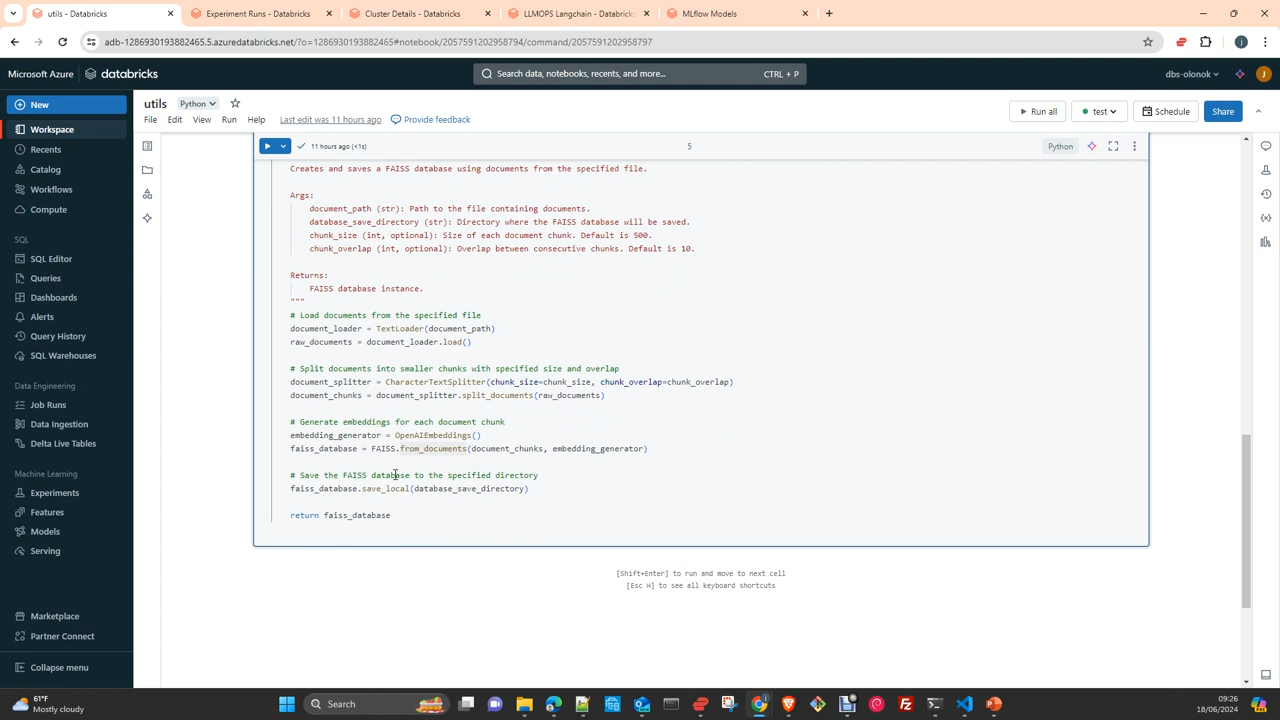 utils - Databricks
Experiment Runs - Databricks
Cluster Details - Databricks
LLMOPS Langchain - Databricks
MLflow Models
adb-1286930193882465.5.azuredatabricks.net/?o=1286930193882465#notebook/2057591202958794/command/2057591202958797
Microsoft Azure
databricks
Search data, notebooks, recents, and more...
CTRL + P
dbs-olonok
J
New
Workspace
Recents
Catalog
Workflows
Compute
SQL
SQL Editor
Queries
Dashboards
Alerts
Query History
SQL Warehouses
Data Engineering
Job Runs
Data Ingestion
Delta Live Tables
Machine Learning
Experiments
Features
Models
Serving
Marketplace
Partner Connect
Collapse menu
utils
Python
File Edit View Run Help Last edit was 11 hours ago Provide feedback
Run all
test
Schedule
Share
11 hours ago (<1s)
5
Python
Creates and saves a FAISS database using documents from the specified file.
Args:
document_path (str): Path to the file containing documents.
database_save_directory (str): Directory where the FAISS database will be saved.
chunk_size (int, optional): Size of each document chunk. Default is 500.
chunk_overlap (int, optional): Overlap between consecutive chunks. Default is 10.
Returns:
FAISS database instance.
"""
# Load documents from the specified file
document_loader = TextLoader(document_path)
raw_documents = document_loader.load()
# Split documents into smaller chunks with specified size and overlap
document_splitter = CharacterTextSplitter(chunk_size=chunk_size, chunk_overlap=chunk_overlap)
document_chunks = document_splitter.split_documents(raw_documents)
# Generate embeddings for each document chunk
embedding_generator = OpenAIEmbeddings()
faiss_database = FAISS.from_documents(document_chunks, embedding_generator)
# Save the FAISS database to the specified directory
faiss_database.save_local(database_save_directory)
return faiss_database
[Shift+Enter] to run and move to next cell
[Esc H] to see all keyboard shortcuts
61°F
Mostly cloudy
Search
09:26
18/06/2024